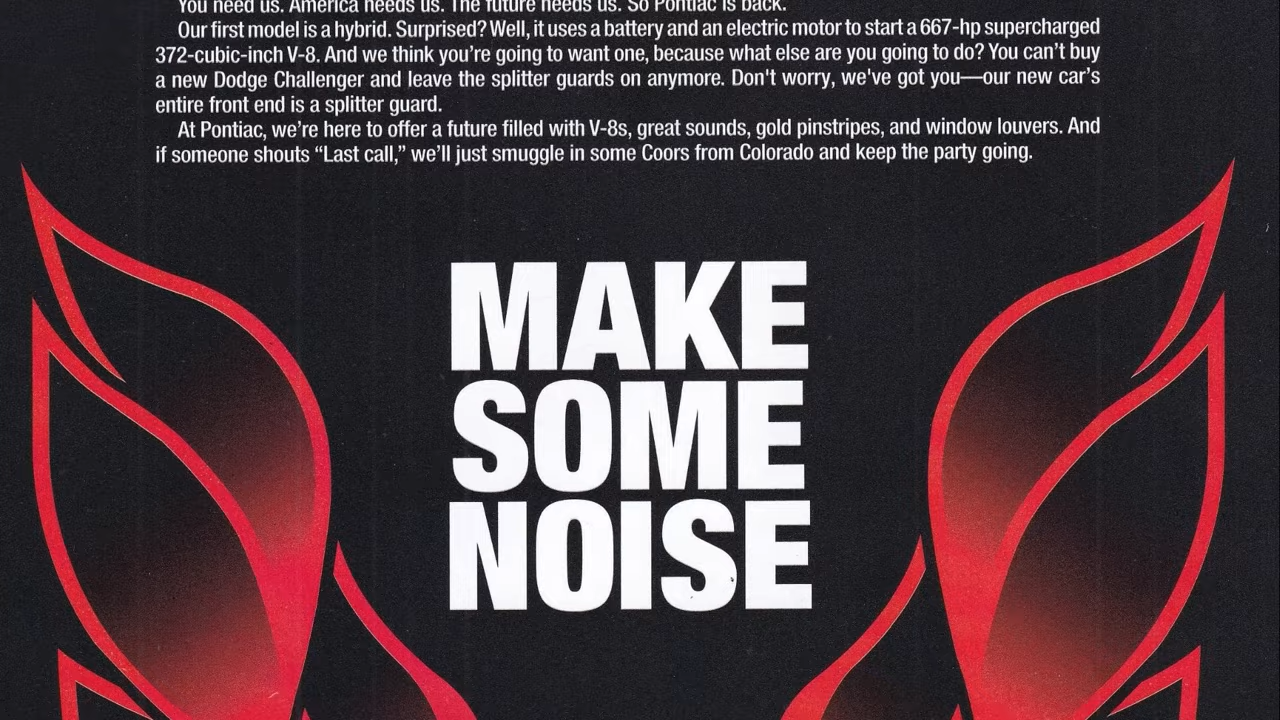 You need us. America needs us. The future needs us. So Pontiac is back.
Our first model is a hybrid. Surprised? Well, it uses a battery and an electric motor to start a 667-hp supercharged
372-cubic-inch V-8. And we think you’re going to want one, because what else are you going to do? You can’t buy
a new Dodge Challenger and leave the splitter guards on anymore. Don't worry, we've got you—our new car’s
entire front end is a splitter guard.
At Pontiac, we’re here to offer a future filled with V-8s, great sounds, gold pinstripes, and window louvers. And
if someone shouts “Last call,” we’ll just smuggle in some Coors from Colorado and keep the party going.
MAKE
SOME
NOISE